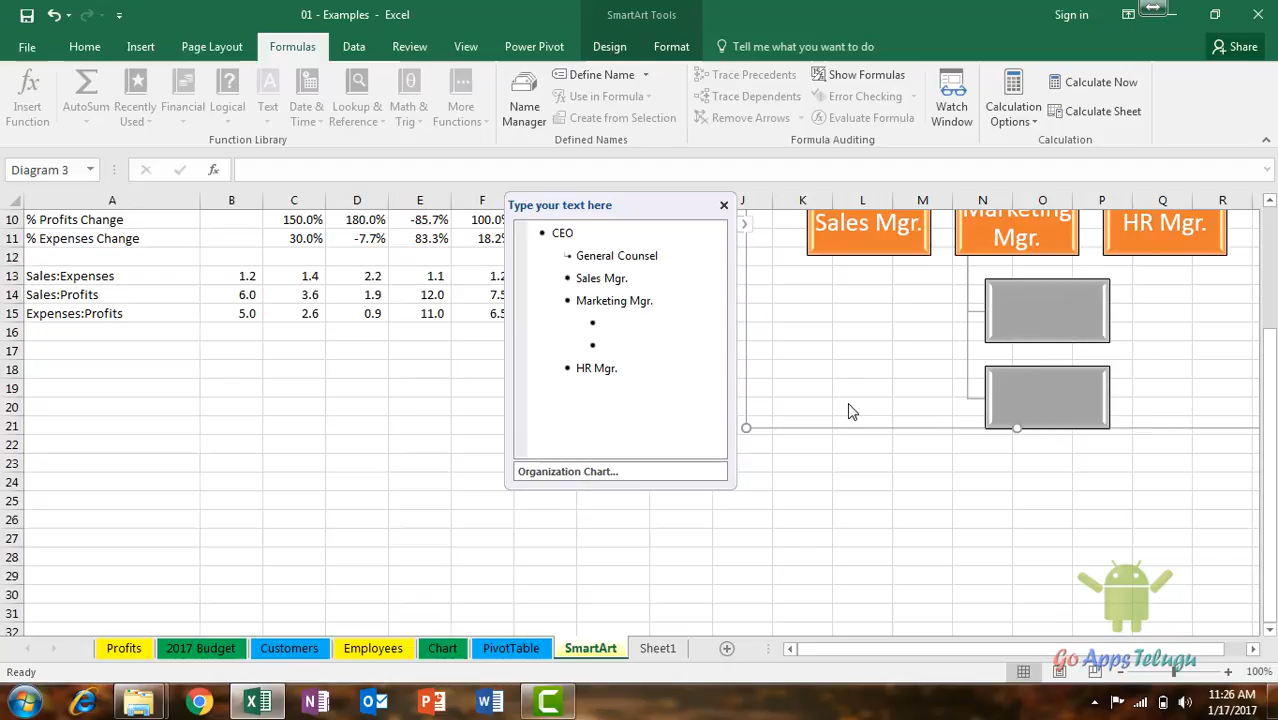 01 - Examples - Excel
SmartArt Tools
Sign in
File Home Insert Page Layout Formulas Data Review View Power Pivot Design Format Tell me what you want to do Share
Insert Function
AutoSum
Recently Used
Financial
Logical
Text
Date & Time
Lookup & Reference
Math & Trig
More Functions
Function Library
Name Manager
Define Name
Use in Formula
Create from Selection
Defined Names
Trace Precedents
Trace Dependents
Remove Arrows
Show Formulas
Error Checking
Evaluate Formula
Formula Auditing
Watch Window
Calculation Options
Calculate Now
Calculate Sheet
Calculation
Diagram 3
fx
A B C D E F J K L M N O P Q R
10 % Profits Change 150.0% 180.0% -85.7% 100.0
11 % Expenses Change 30.0% -7.7% 83.3% 18.2
12
13 Sales:Expenses 1.2 1.4 2.2 1.1 1.2
14 Sales:Profits 6.0 3.6 1.9 12.0 7.5
15 Expenses:Profits 5.0 2.6 0.9 11.0 6.5
16
17
18
19
20
21
22
23
24
25
26
27
28
29
30
31
32
Type your text here
CEO
General Counsel
Sales Mgr.
Marketing Mgr.
HR Mgr.
Organization Chart...
Sales Mgr.
Marketing
Mgr.
HR Mgr.
Profits 2017 Budget Customers Employees Chart PivotTable SmartArt Sheet1
Go AppsTelugu
Ready
100%
11:26 AM
1/17/2017